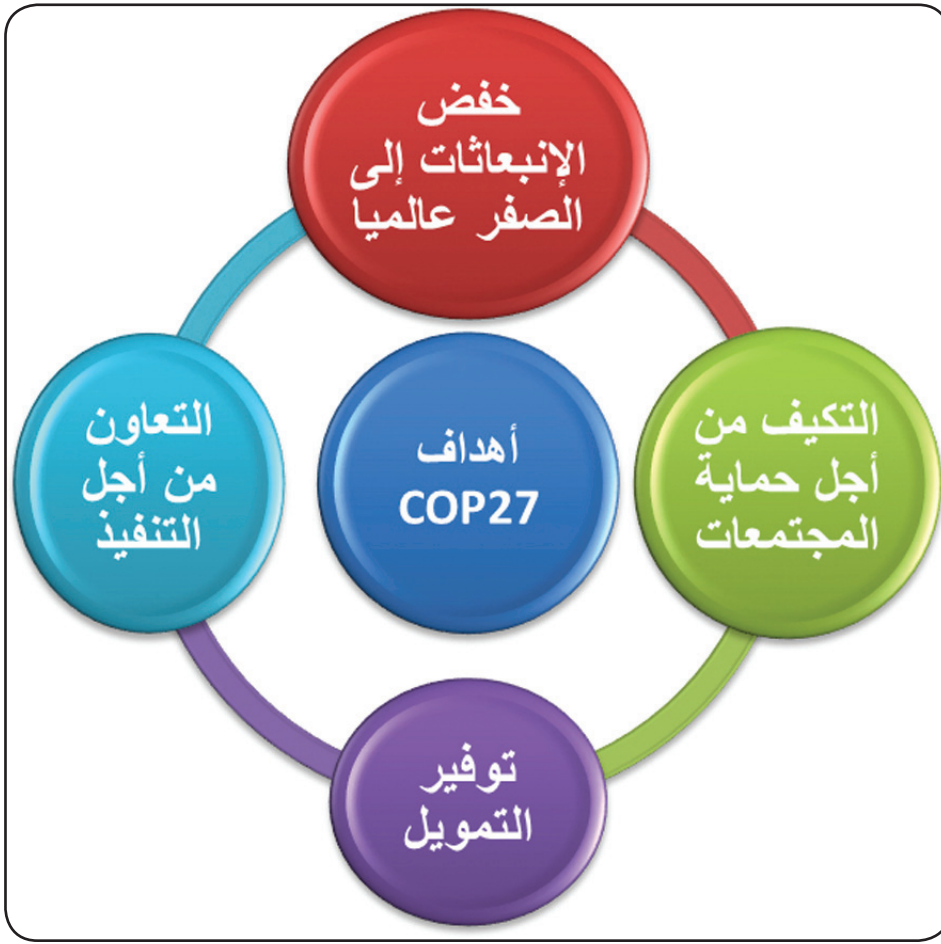 خفض
الإنبعاثات إلى
الصفر عالميا
التكيف من
أجل حماية
المجتمعات
أهداف
COP27
التعاون
من أجل
التنفيذ
توفير
التمويل